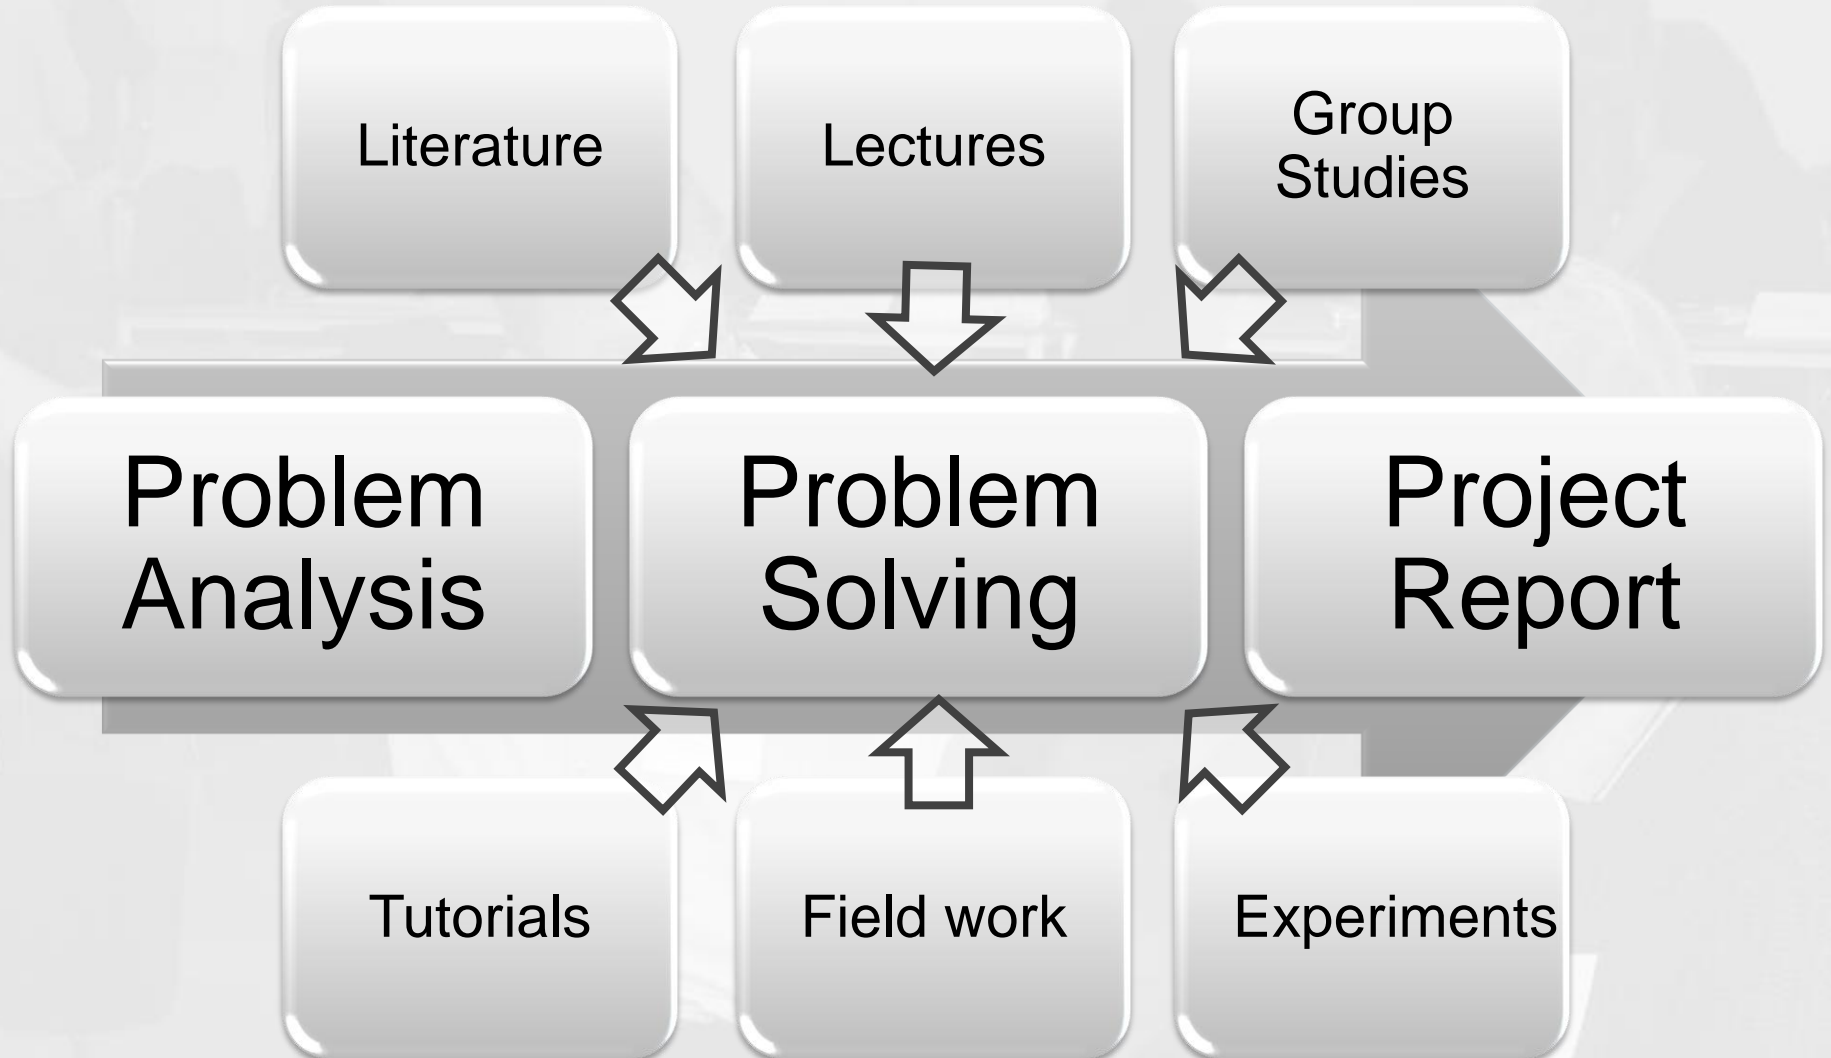 Literature
Lectures
Group
Studies
Problem
Analysis
Problem
Solving
Project
Report
Tutorials
Field work
Experiments